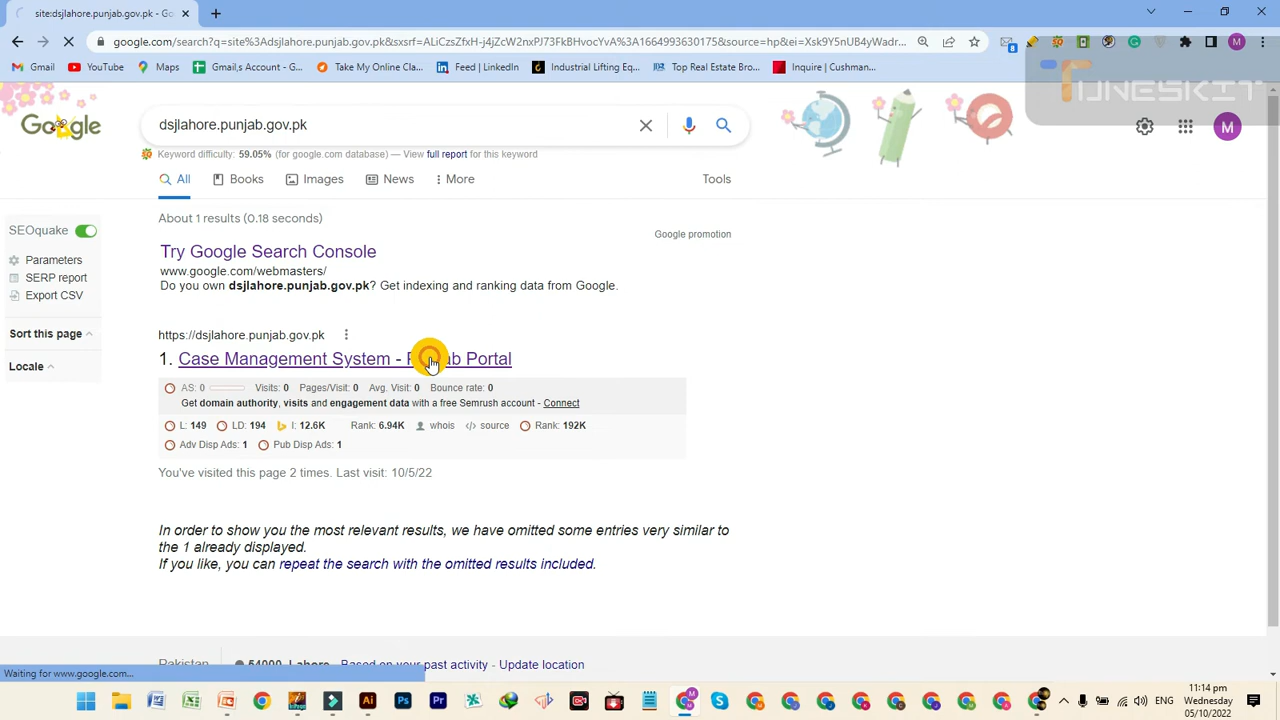 site:dsjlahore.punjab.gov.pk - Go
google.com/search?q=site%3Adsjlahore.punjab.gov.pk&sxsrf=ALiCzsZfxH-j4jZcW2nxPJ73FkBHvocYvA%3A1664993630175&source=hp&ei=Xsk9Y5nUB4yWadr...
Gmail YouTube Maps Gmail,s Account - G... Take My Online Cla... Feed | LinkedIn Industrial Lifting Eq... Top Real Estate Bro... Inquire | Cushman...
TUNESKIT
Google dsjlahore.punjab.gov.pk M
Keyword difficulty: 59.05% (for google.com database) — View full report for this keyword
All Books Images News More Tools
About 1 results (0.18 seconds)
SEOquake
Google promotion
Try Google Search Console
Parameters
www.google.com/webmasters/
SERP report
Do you own dsjlahore.punjab.gov.pk? Get indexing and ranking data from Google.
Export CSV
Sort this page
https://dsjlahore.punjab.gov.pk
1. Case Management System - P ab Portal
Locale
AS: 0 Visits: 0 Pages/Visit: 0 Avg. Visit: 0 Bounce rate: 0
Get domain authority, visits and engagement data with a free Semrush account - Connect
L: 149 LD: 194 I: 12.6K Rank: 6.94K whois source Rank: 192K
Adv Disp Ads: 1 Pub Disp Ads: 1
You've visited this page 2 times. Last visit: 10/5/22
In order to show you the most relevant results, we have omitted some entries very similar to
the 1 already displayed.
If you like, you can repeat the search with the omitted results included.
Pakistan 54000, Lahore Based on your past activity - Update location
Waiting for www.google.com...
ENG
11:14 pm
Wednesday
05/10/2022